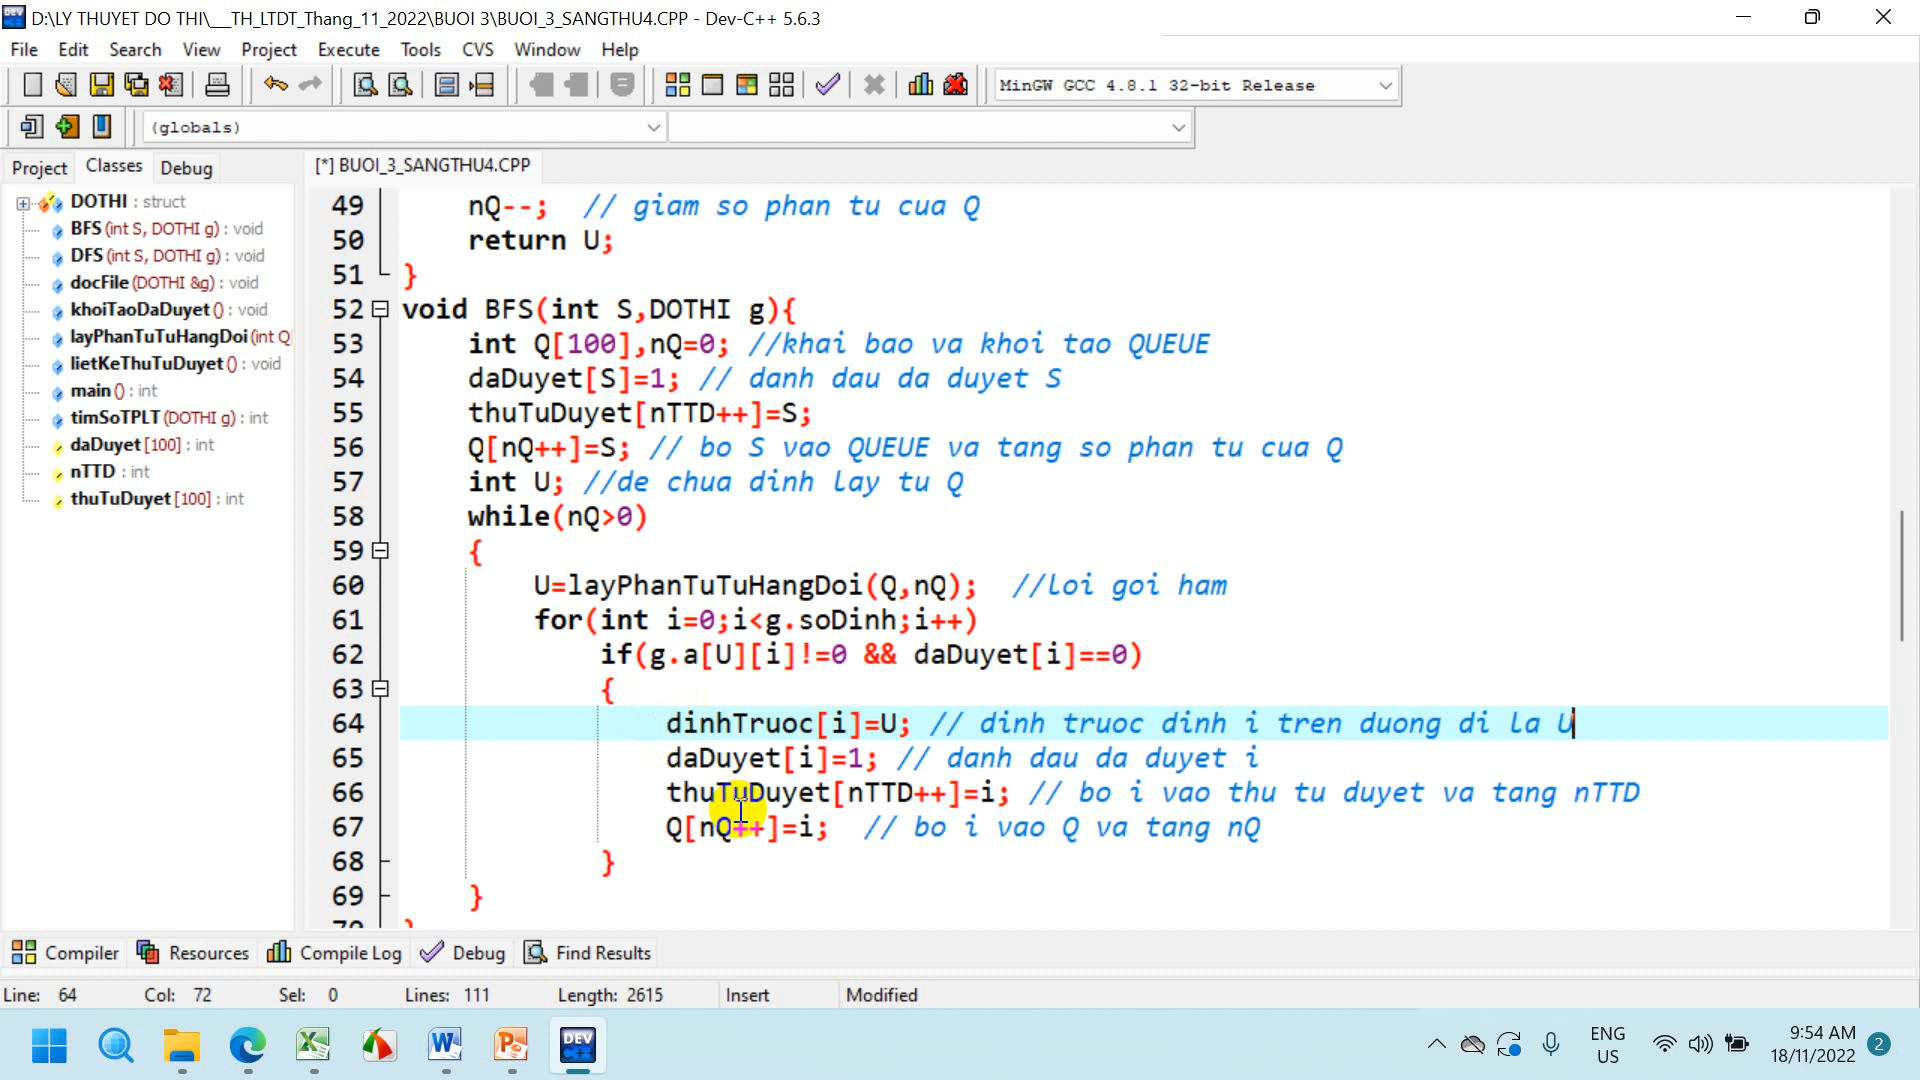 D:\LY THUYET DO THI\__TH_LTDT_Thang_11_2022\BUOI 3\BUOI_3_SANGTHU4.CPP - Dev-C++ 5.6.3
File Edit Search View Project Execute Tools CVS Window Help
MinGW GCC 4.8.1 32-bit Release
(globals)
Project Classes Debug
[*] BUOI_3_SANGTHU4.CPP
DOTHI : struct
BFS (int S, DOTHI g) : void
DFS (int S, DOTHI g) : void
docFile (DOTHI &g) : void
khoiTaoDaDuyet () : void
layPhanTuTuHangDoi (int Q
lietKeThuTuDuyet () : void
main () : int
timSoTPLT (DOTHI g) : int
daDuyet [100] : int
nTTD : int
thuTuDuyet [100] : int
49 nQ--; // giam so phan tu cua Q
50 return U;
51 }
52 void BFS(int S,DOTHI g){
53 int Q[100],nQ=0; //khai bao va khoi tao QUEUE
54 daDuyet[S]=1; // danh dau da duyet S
55 thuTuDuyet[nTTD++]=S;
56 Q[nQ++]=S; // bo S vao QUEUE va tang so phan tu cua Q
57 int U; //de chua dinh lay tu Q
58 while(nQ>0)
59 {
60 U=layPhanTuTuHangDoi(Q,nQ); //loi goi ham
61 for(int i=0;i<g.soDinh;i++)
62 if(g.a[U][i]!=0 && daDuyet[i]==0)
63 {
64 dinhTruoc[i]=U; // dinh truoc dinh i tren duong di la U
65 daDuyet[i]=1; // danh dau da duyet i
66 thuTuDuyet[nTTD++]=i; // bo i vao thu tu duyet va tang nTTD
67 Q[nQ++]=i; // bo i vao Q va tang nQ
68 }
69 }
70 }
Compiler Resources Compile Log Debug Find Results
Line: 64 Col: 72 Sel: 0 Lines: 111 Length: 2615 Insert Modified
DEV C++
ENG
US
9:54 AM
18/11/2022
2